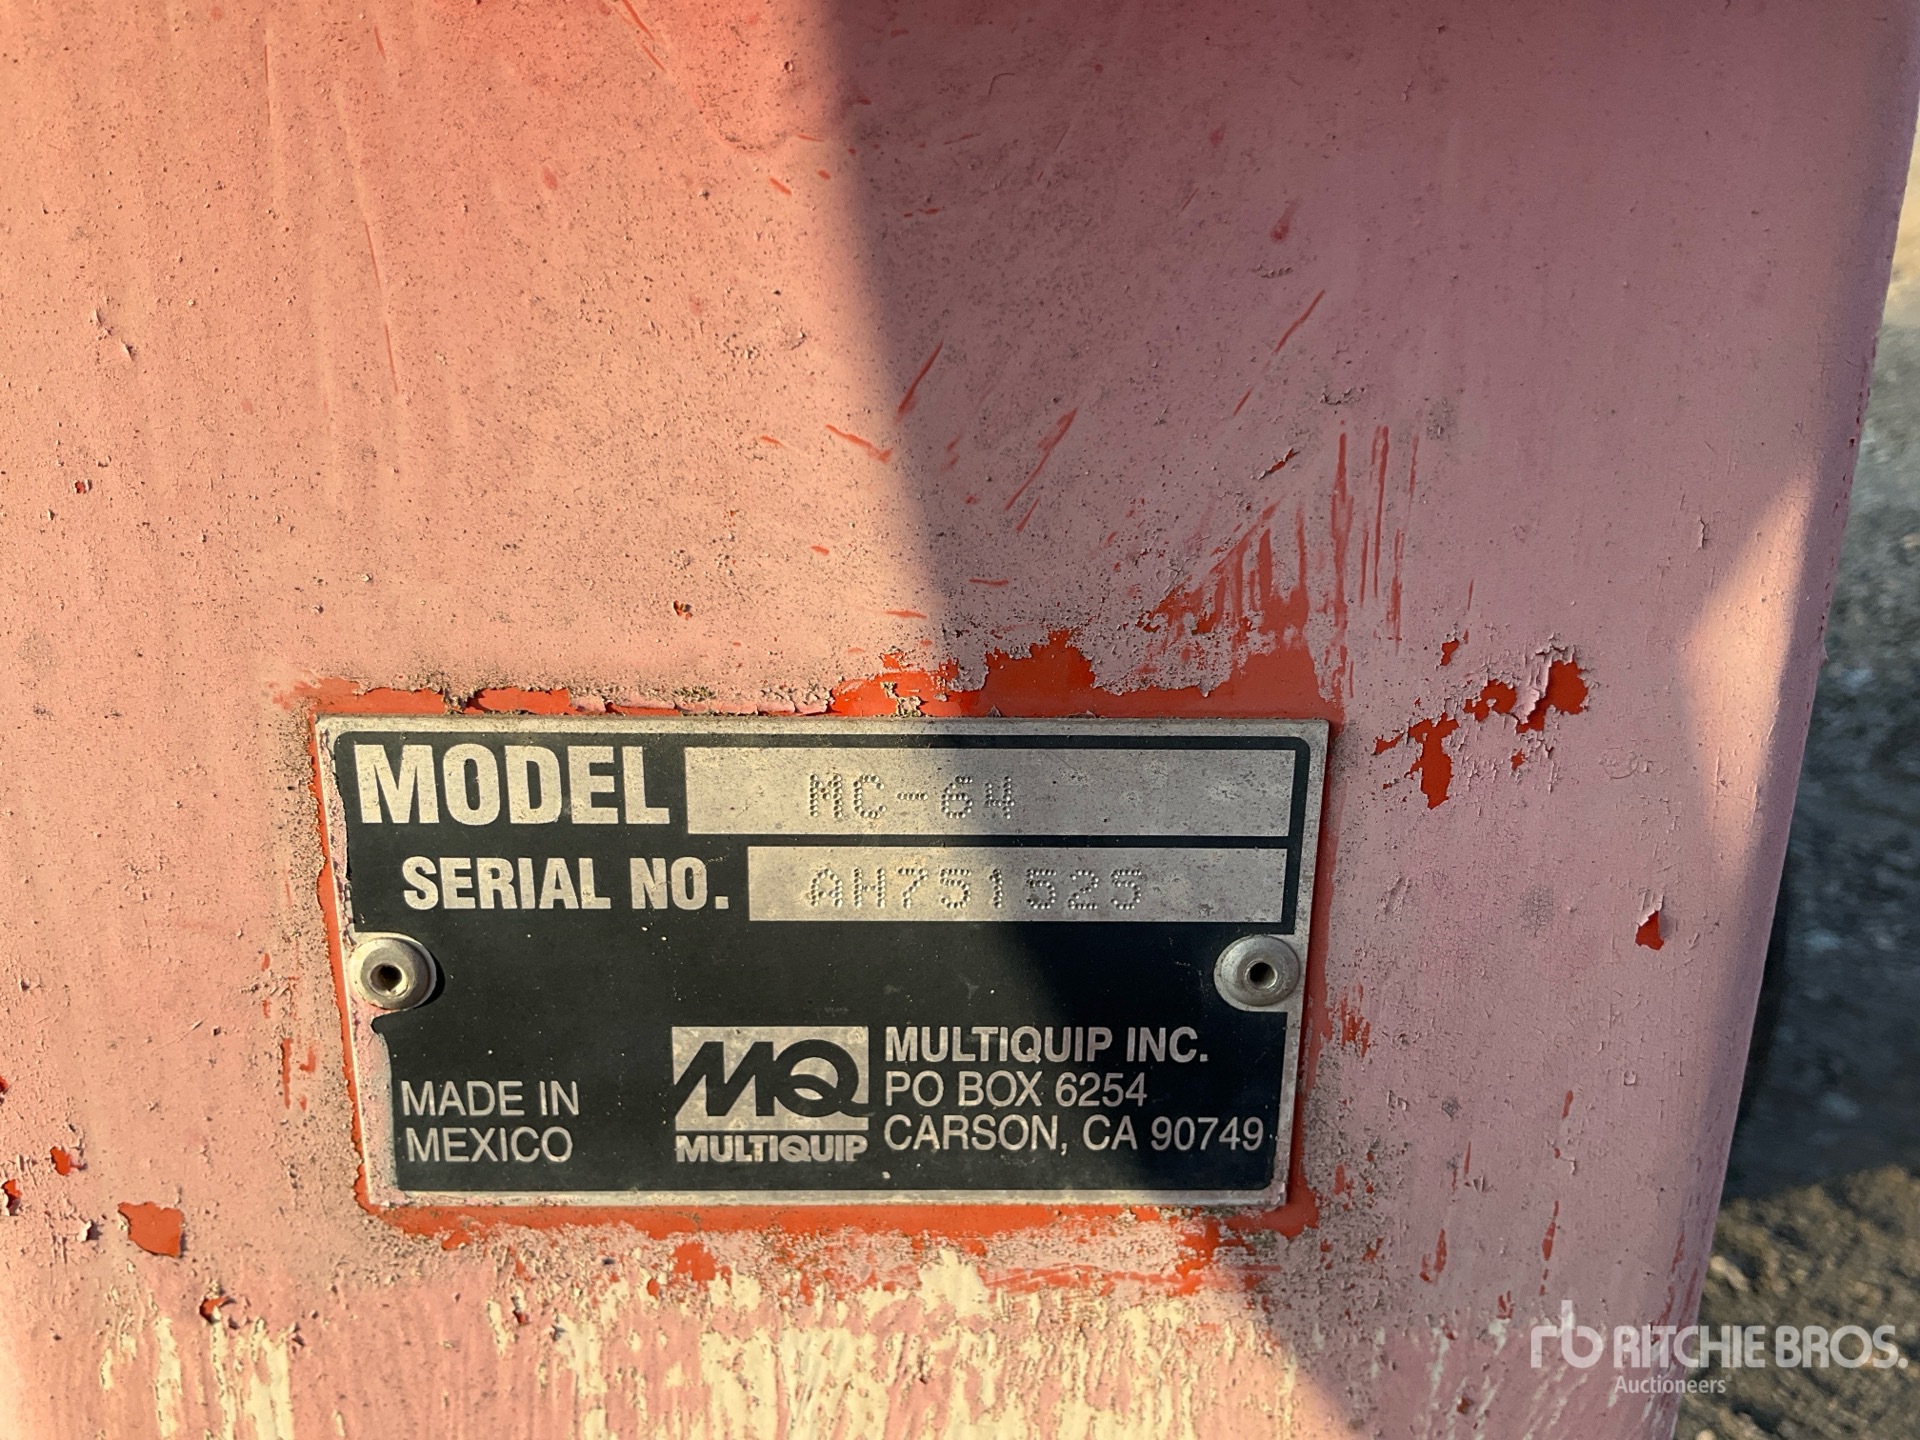 MODEL MC-64
SERIAL NO. AH751525
MADE IN
MEXICO
MQ
MULTIQUIP
MULTIQUIP INC.
PO BOX 6254
CARSON, CA 90749
rb RITCHIE BROS.
Auctioneers